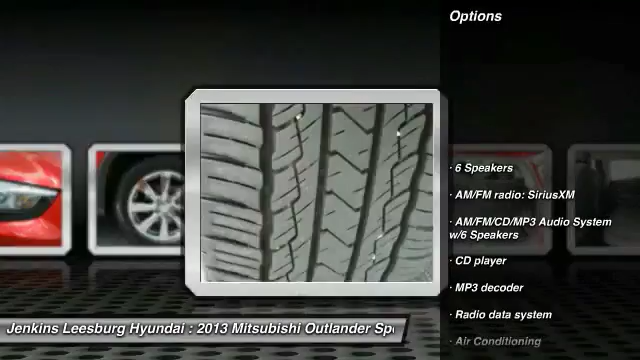 Options
· 6 Speakers
· AM/FM radio: SiriusXM
· AM/FM/CD/MP3 Audio System
w/6 Speakers
· CD player
· MP3 decoder
· Radio data system
· Air Conditioning
Jenkins Leesburg Hyundai : 2013 Mitsubishi Outlander